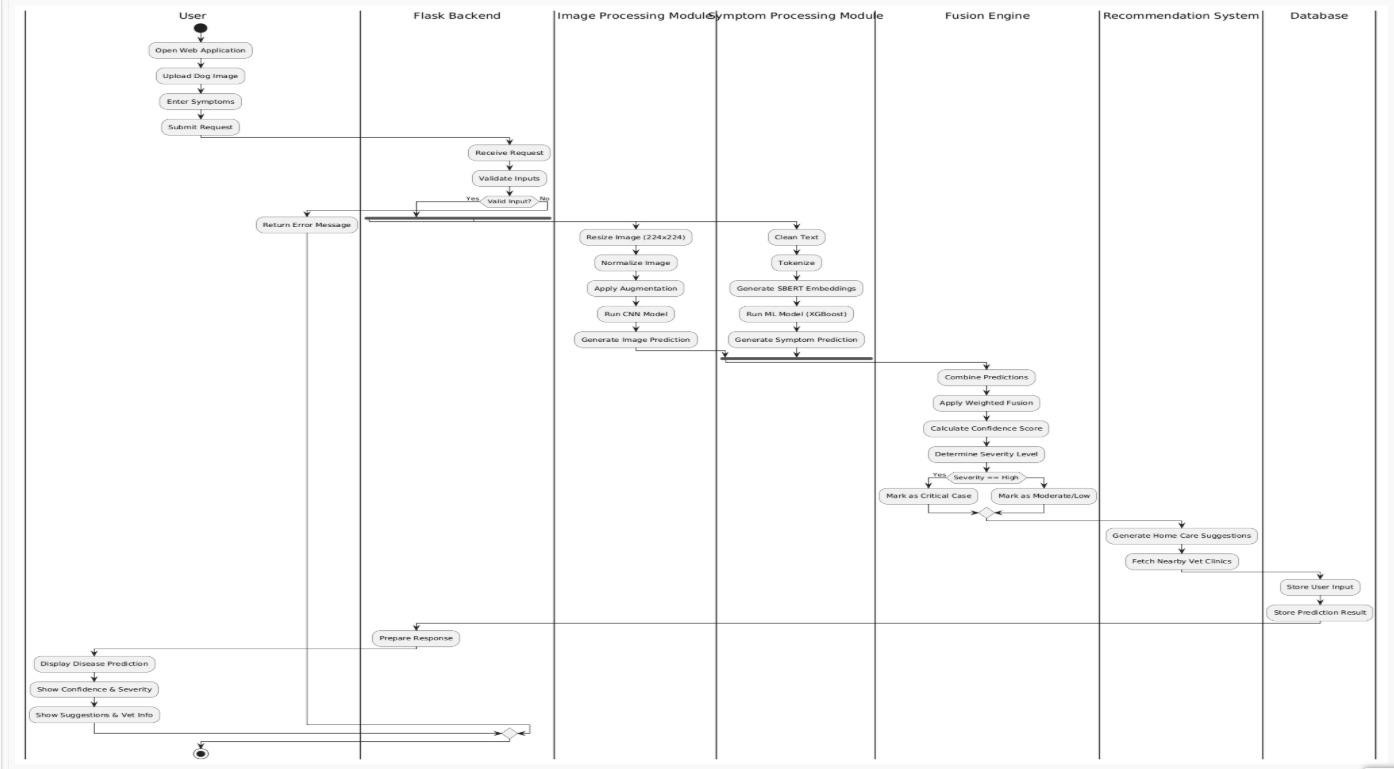 User
Flask Backend
Image Processing Module
Symptom Processing Module
Fusion Engine
Recommendation System
Database
Open Web Application
Upload Dog Image
Enter Symptoms
Submit Request
Receive Request
Validate Inputs
Yes
Valid Input?
No
Return Error Message
Resize Image (224x224)
Clean Text
Normalize Image
Tokenize
Apply Augmentation
Generate SBERT Embeddings
Run CNN Model
Run ML Model (XGBoost)
Generate Image Prediction
Generate Symptom Prediction
Combine Predictions
Apply Weighted Fusion
Calculate Confidence Score
Determine Severity Level
Yes
Severity == High
Mark as Critical Case
Mark as Moderate/Low
Generate Home Care Suggestions
Fetch Nearby Vet Clinics
Store User Input
Store Prediction Result
Prepare Response
Display Disease Prediction
Show Confidence & Severity
Show Suggestions & Vet Info